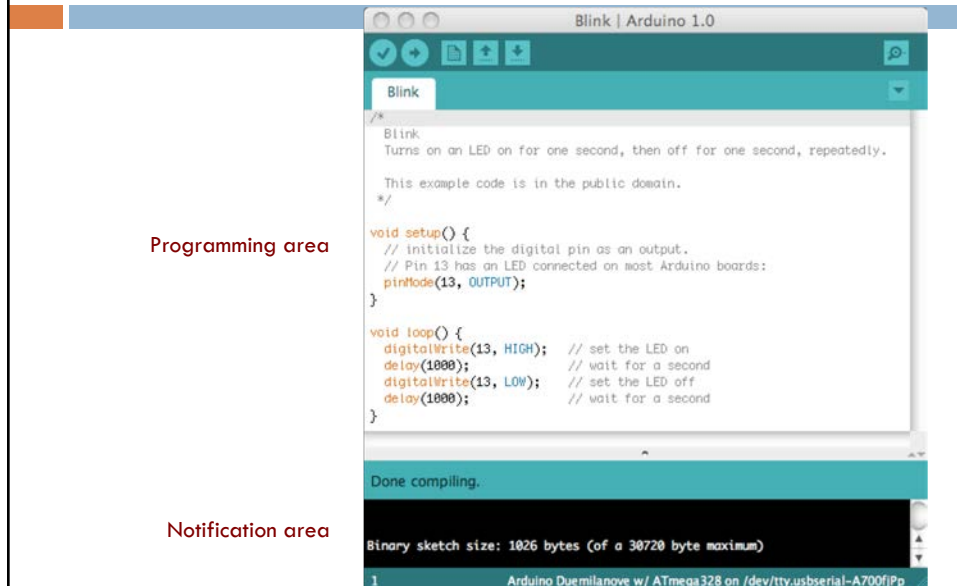 Blink | Arduino 1.0
Blink
/*
Blink
Turns on an LED on for one second, then off for one second, repeatedly.
This example code is in the public domain.
*/
Programming area
void setup() {
// initialize the digital pin as an output.
// Pin 13 has an LED connected on most Arduino boards:
pinMode(13, OUTPUT);
}
void loop() {
digitalWrite(13, HIGH); // set the LED on
delay(1000); // wait for a second
digitalWrite(13, LOW); // set the LED off
delay(1000); // wait for a second
}
Done compiling.
Notification area
Binary sketch size: 1026 bytes (of a 30720 byte maximum)
1 Arduino Duemilanove w/ ATmega328 on /dev/tty.usbserial-A700fjPp